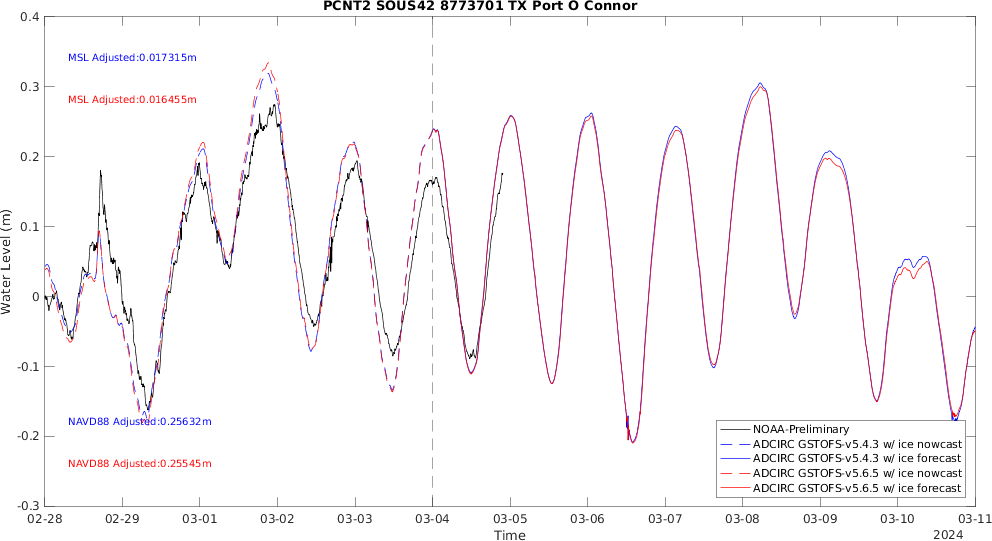 PCNT2 SOUS42 8773701 TX Port O Connor
0.4
0.3
0.2
0.1
0
-0.1
-0.2
-0.3
Water Level (m)
MSL Adjusted:0.017315m
MSL Adjusted:0.016455m
NAVD88 Adjusted:0.25632m
NAVD88 Adjusted:0.25545m
NOAA-Preliminary
ADCIRC GSTOFS-v5.4.3 w/ ice nowcast
ADCIRC GSTOFS-v5.4.3 w/ ice forecast
ADCIRC GSTOFS-v5.6.5 w/ ice nowcast
ADCIRC GSTOFS-v5.6.5 w/ ice forecast
02-28 02-29 03-01 03-02 03-03 03-04 03-05 03-06 03-07 03-08 03-09 03-10 03-11
Time
2024